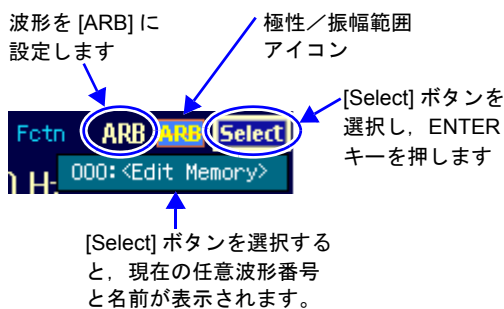 波形を [ARB] に
設定します
極性／振幅範囲
アイコン
[Select] ボタンを
選択し，ENTER
キーを押します
Fctn ARB ARB Select
H:
000:<Edit Memory>
[Select] ボタンを選択する
と，現在の任意波形番号
と名前が表示されます。